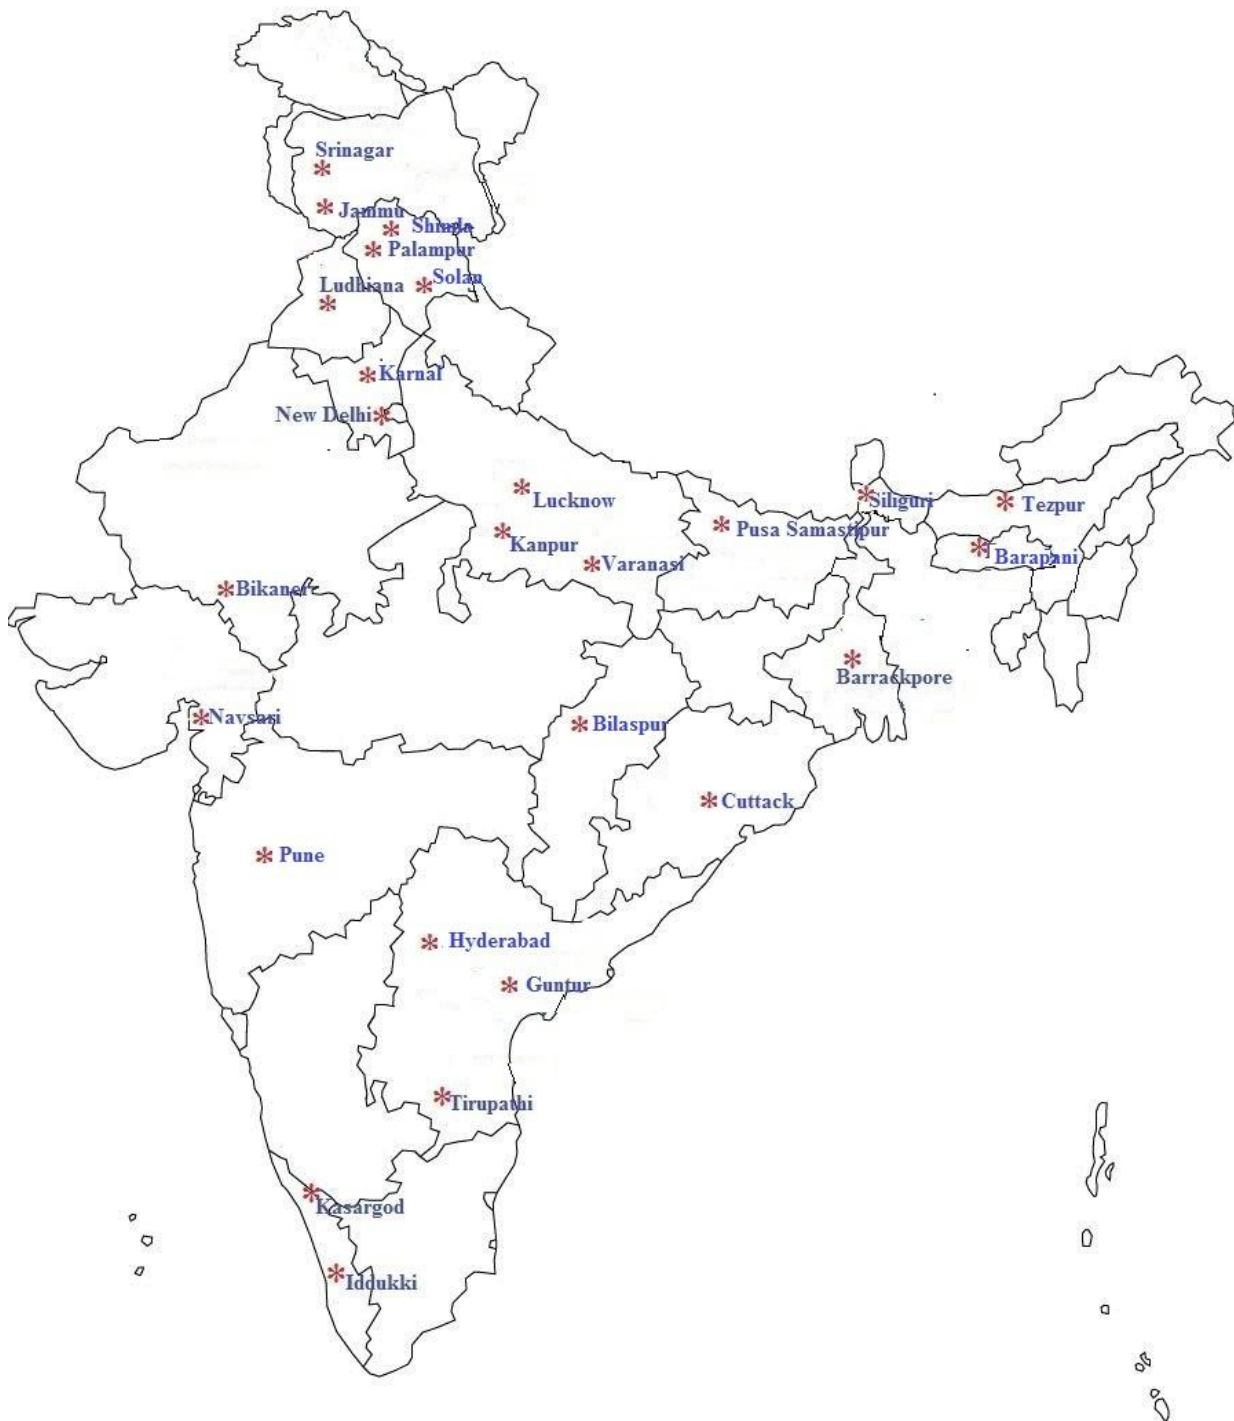 Srinagar
Jammu
Shimla
Palampur
Solan
Ludhiana
Karnal
New Delhi
Lucknow
Siliguri
Tezpur
Pusa Samastipur
Kanpur
Barapani
Varanasi
Bikaner
Barrackpore
Navsari
Bilaspur
Cuttack
Pune
Hyderabad
Guntur
Tirupathi
Kasargod
Iddukki